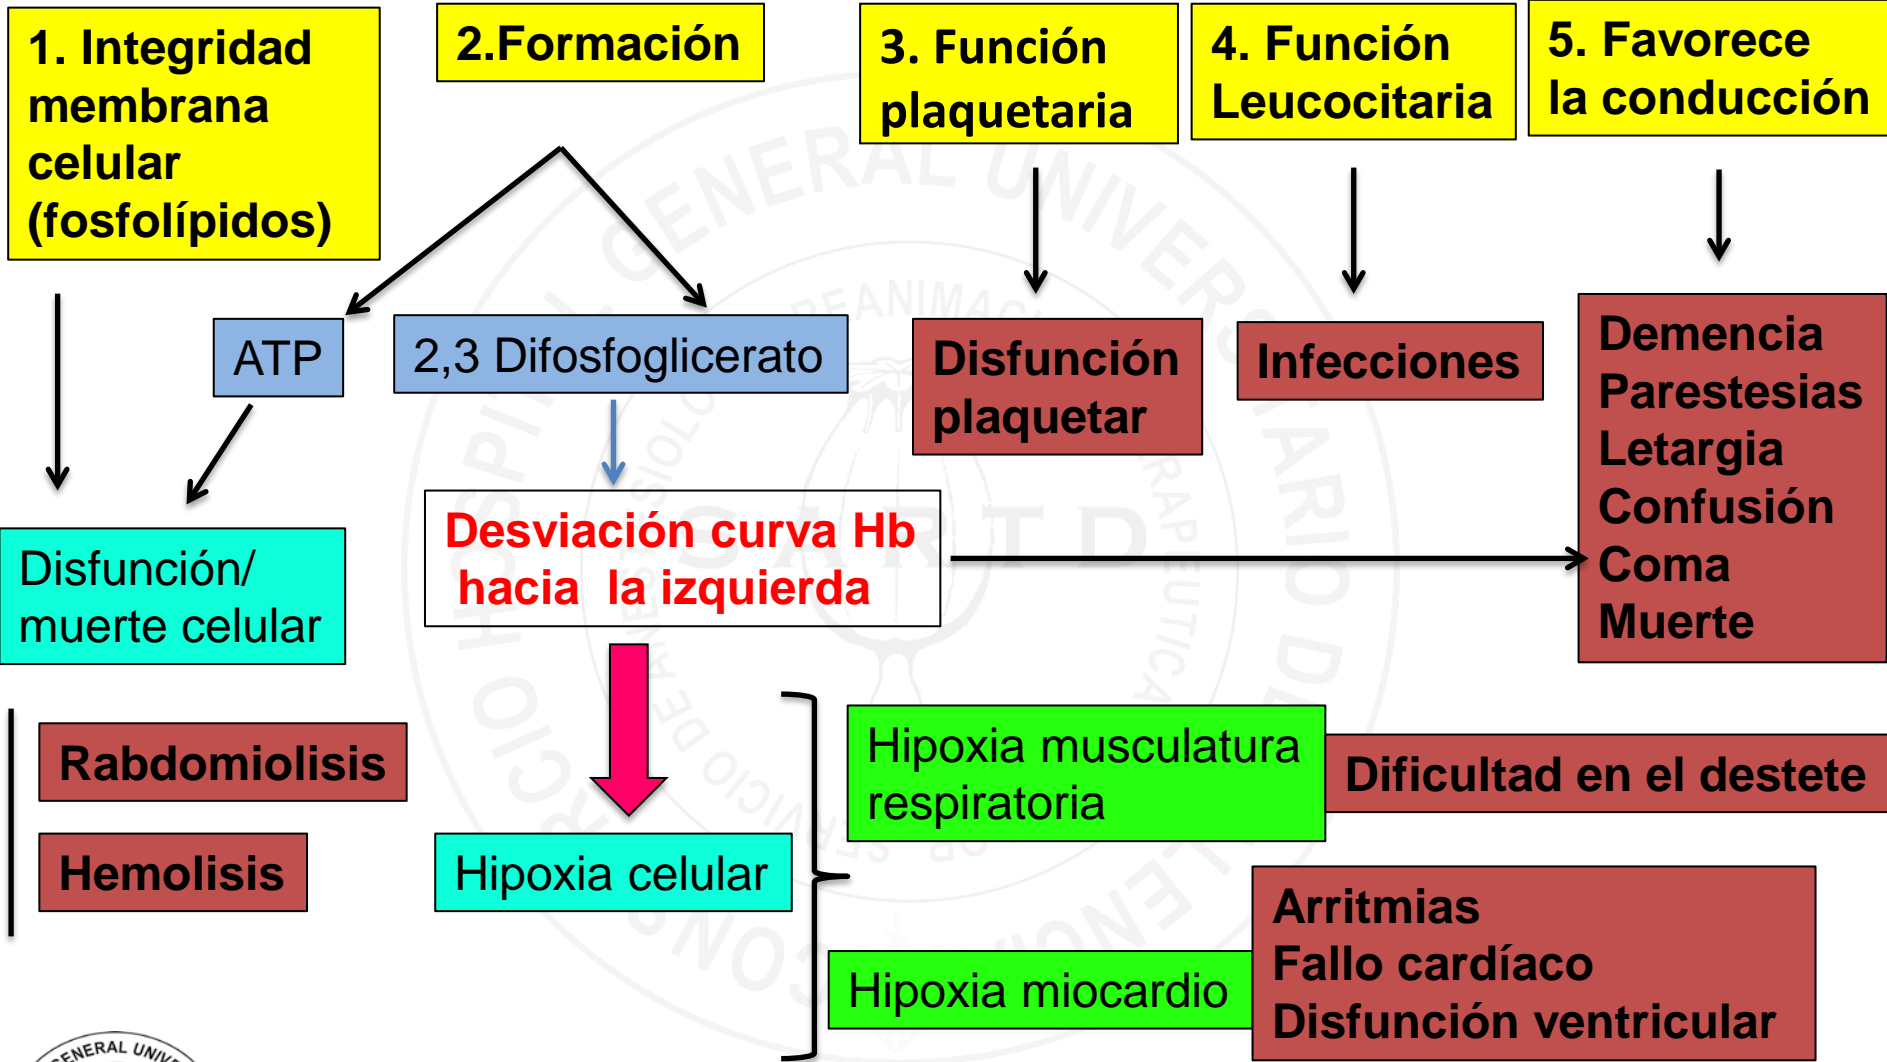 1. Integridad
membrana
celular
(fosfolípidos)
2.Formación
3. Función
plaquetaria
4. Función
Leucocitaria
5. Favorece
la conducción
ATP
2,3 Difosfoglicerato
Disfunción
plaquetar
Infecciones
Demencia
Parestesias
Letargia
Confusión
Coma
Muerte
Desviación curva Hb
hacia la izquierda
Disfunción/
muerte celular
Rabdomiolisis
Hemolisis
Hipoxia celular
Hipoxia musculatura
respiratoria
Dificultad en el destete
Hipoxia miocardio
Arritmias
Fallo cardíaco
Disfunción ventricular
SARTD
GENERAL